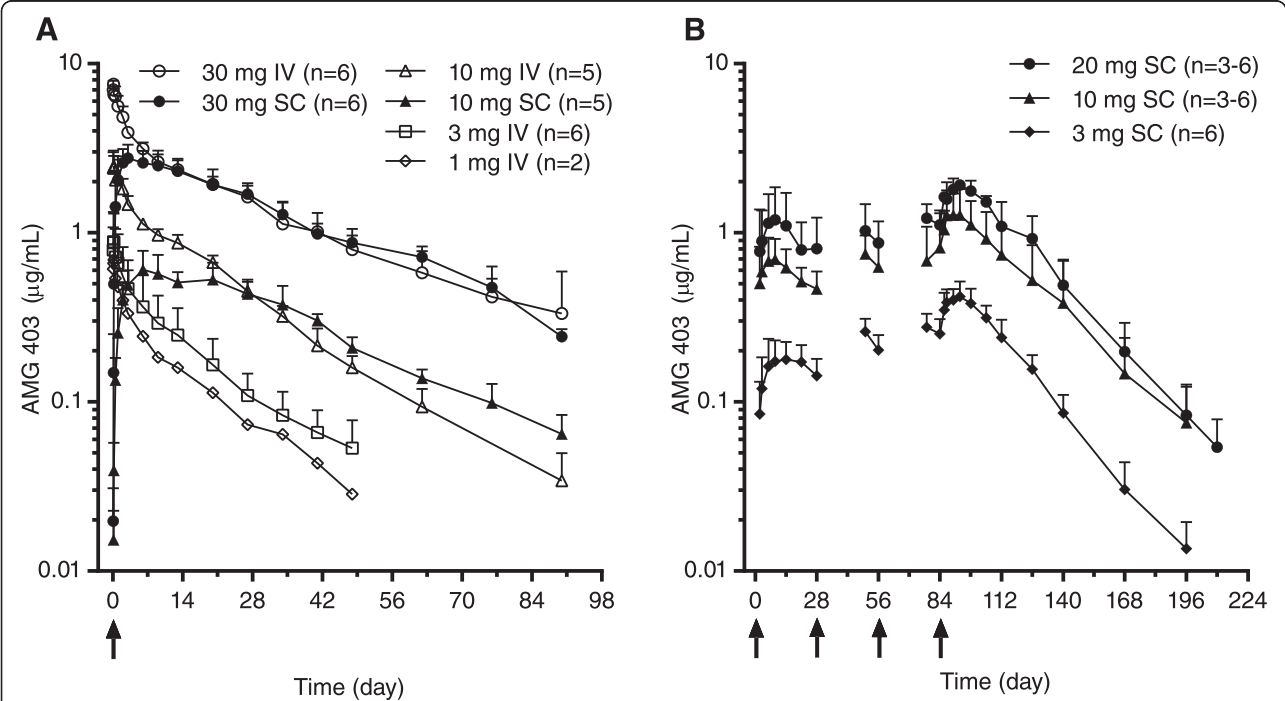 A
10
1
0.1
0.01
AMG 403 (μg/mL)
30 mg IV (n=6)
30 mg SC (n=6)
10 mg IV (n=5)
10 mg SC (n=5)
3 mg IV (n=6)
1 mg IV (n=2)
0 14 28 42 56 70 84 98
Time (day)
B
10
1
0.1
0.01
AMG 403 (μg/mL)
20 mg SC (n=3-6)
10 mg SC (n=3-6)
3 mg SC (n=6)
0 28 56 84 112 140 168 196 224
Time (day)